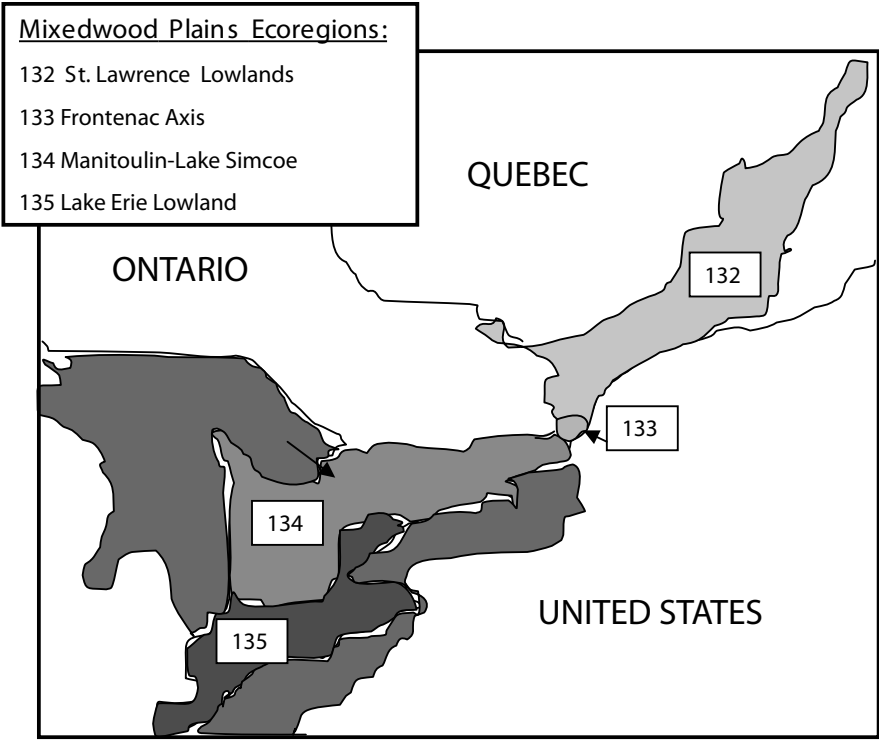 Mixedwood Plains Ecoregions:
132 St. Lawrence Lowlands
133 Frontenac Axis
134 Manitoulin-Lake Simcoe
135 Lake Erie Lowland
QUEBEC
ONTARIO
132
133
134
UNITED STATES
135